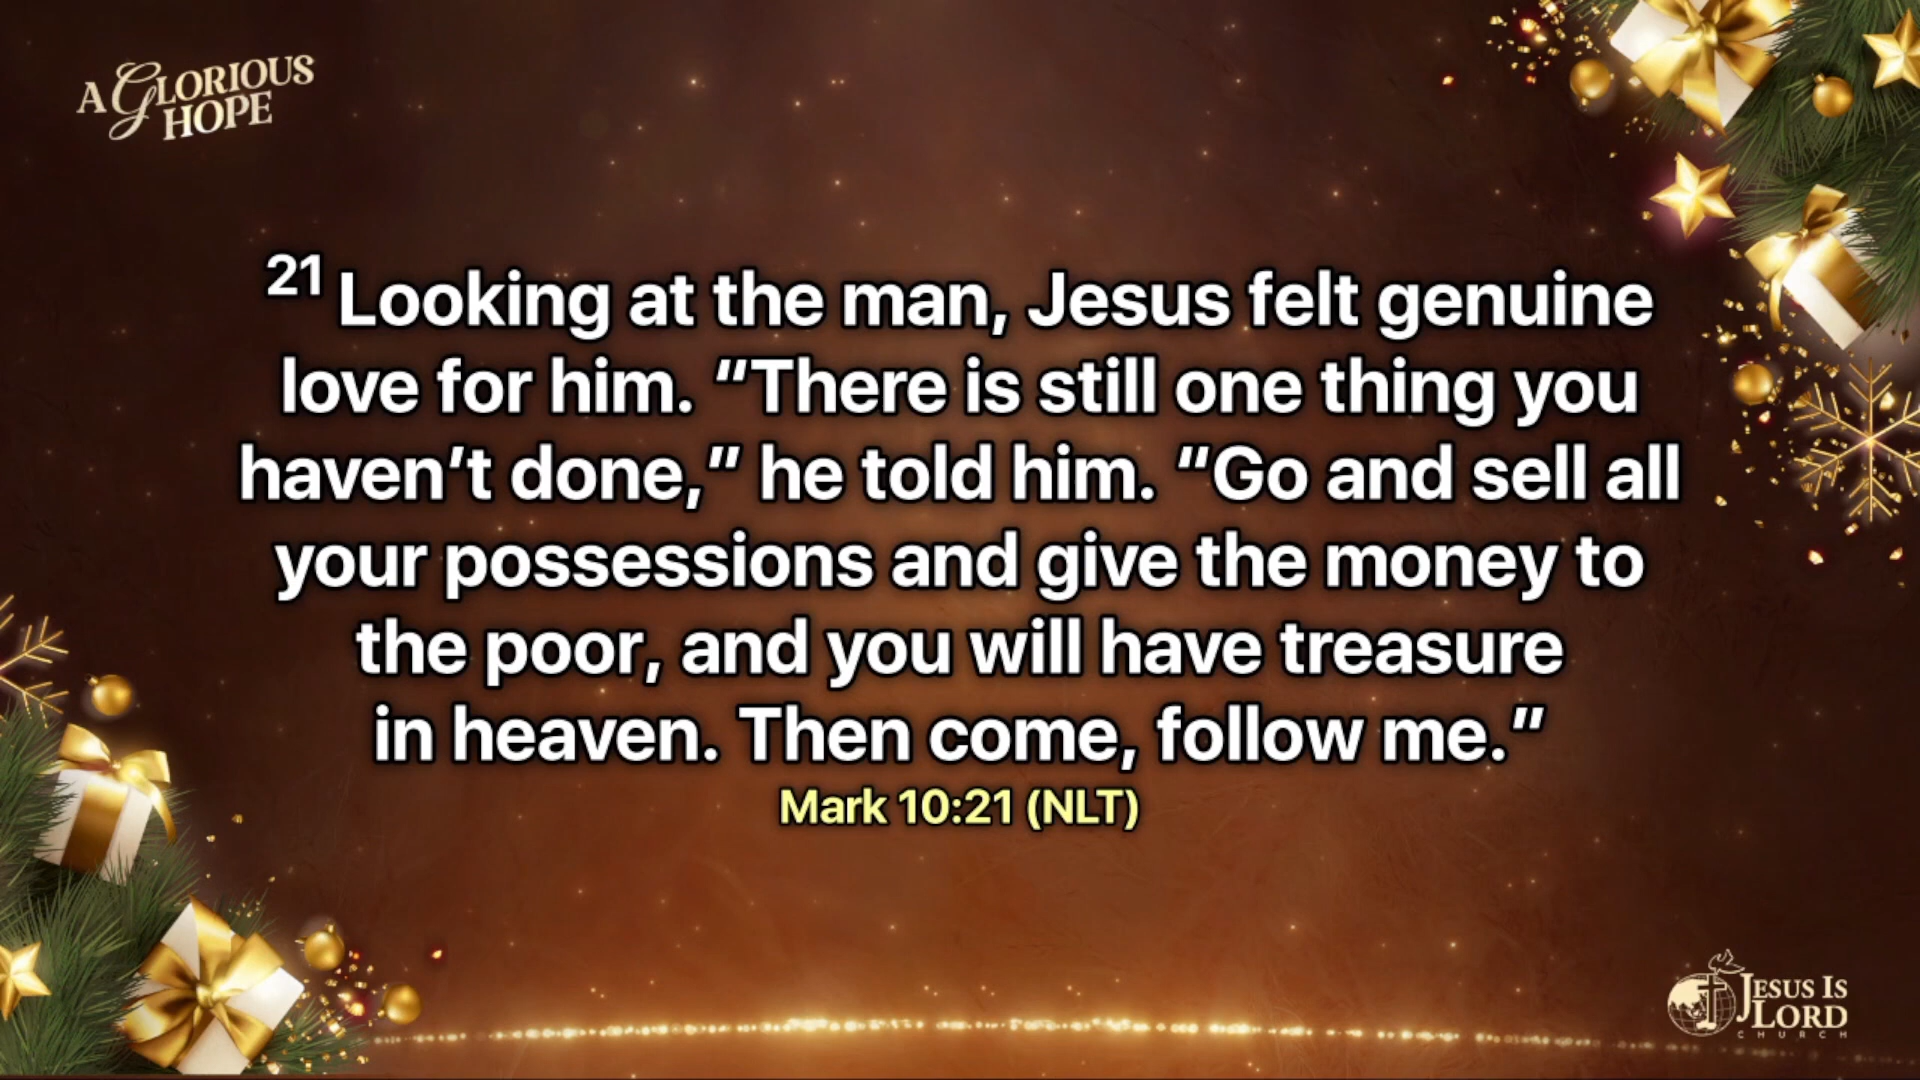 A GLORIOUS
HOPE
21 Looking at the man, Jesus felt genuine
love for him. “There is still one thing you
haven’t done,” he told him. “Go and sell all
your possessions and give the money to
the poor, and you will have treasure
in heaven. Then come, follow me.”
Mark 10:21 (NLT)
JESUS IS
LORD
CHURCH